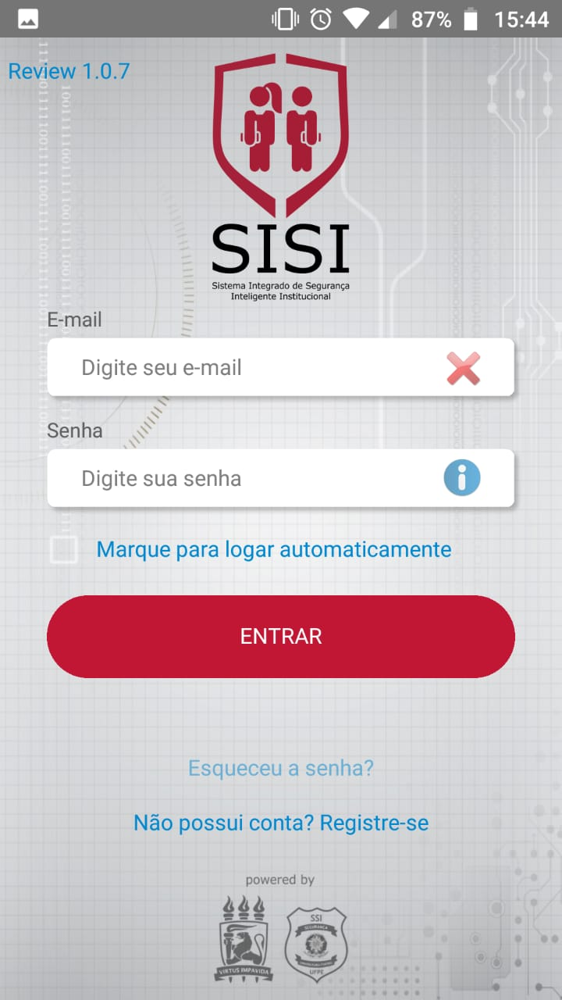 87% 15:44
Review 1.0.7
SISI
Sistema Integrado de Segurança
Inteligente Institucional
E-mail
Digite seu e-mail
Senha
Digite sua senha
Marque para logar automaticamente
ENTRAR
Esqueceu a senha?
Não possui conta? Registre-se
powered by
VIRTUS IMPAVIDA
SSI
SEGURANÇA
UFPE